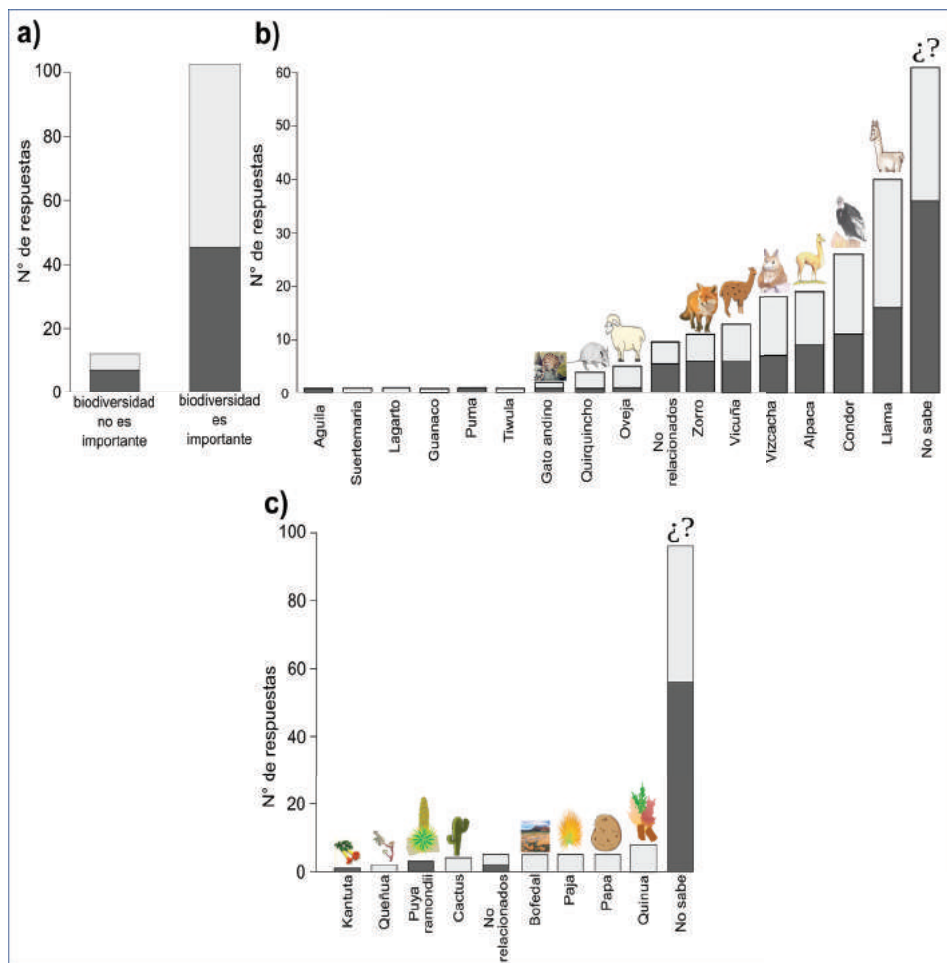 a)
N° de respuestas
100
80
60
40
20
0
biodiversidad
no es
importante
biodiversidad
es
importante
b)
N° de respuestas
60
50
40
30
20
10
0
¿?
Aguila
Suertemaria
Lagarto
Guanaco
Puma
Tiwula
Gato andino
Quirquincho
Oveja
No
relacionados
Zorro
Vicuña
Vizcacha
Alpaca
Condor
Llama
No sabe
c)
N° de respuestas
100
80
60
40
20
0
¿?
Kantuta
Queñua
Puya
ramondii
Cactus
No
relacionados
Bofedal
Paja
Papa
Quinua
No sabe